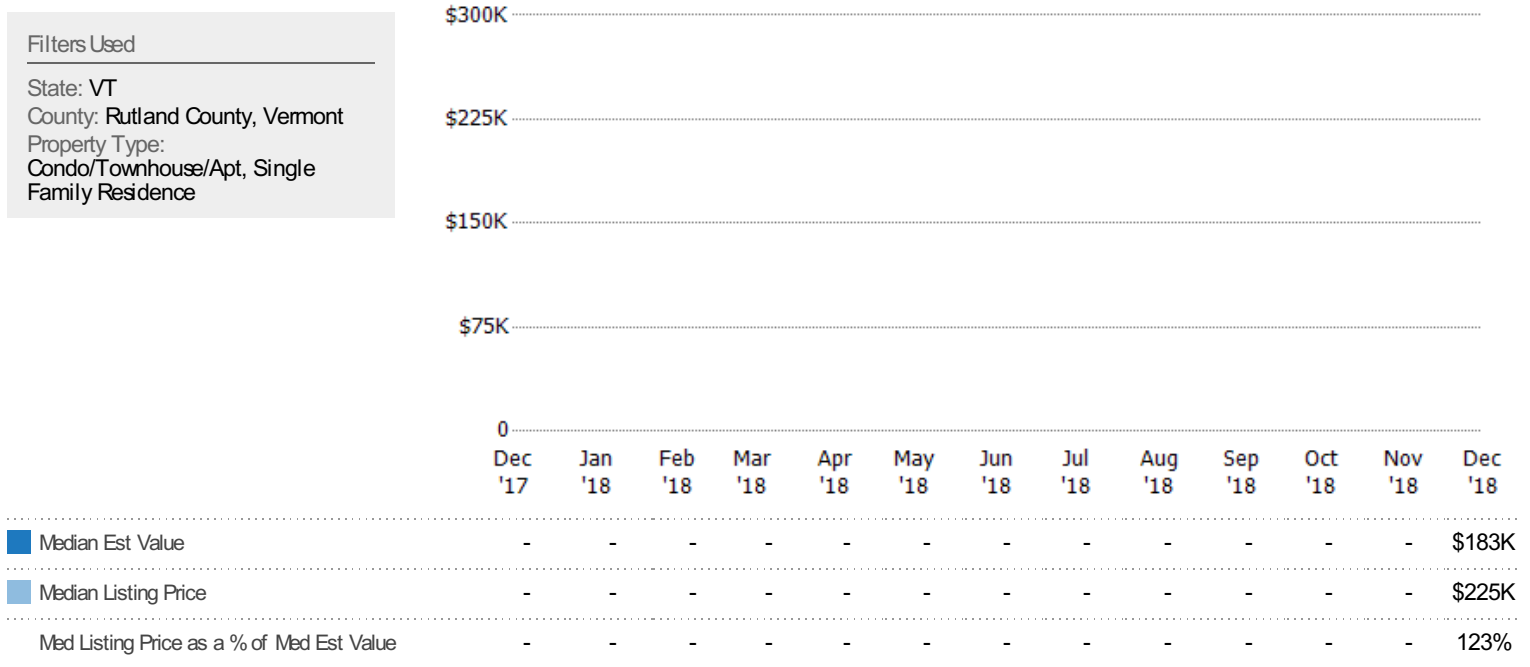 Filters Used
State: VT
County: Rutland County, Vermont
Property Type:
Condo/Townhouse/Apt, Single
Family Residence
$300K
$225K
$150K
$75K
0
Dec Jan Feb Mar Apr May Jun Jul Aug Sep Oct Nov Dec
'17 '18 '18 '18 '18 '18 '18 '18 '18 '18 '18 '18 '18
Median Est Value - - - - - - - - - - - - $183K
Median Listing Price - - - - - - - - - - - - $225K
Med Listing Price as a % of Med Est Value - - - - - - - - - - - - 123%